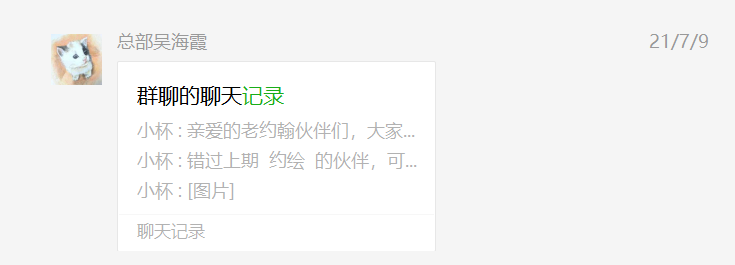 总部吴海霞 21/7/9
群聊的聊天记录
小杯 : 亲爱的老约翰伙伴们，大家...
小杯 : 错过上期 约绘 的伙伴，可...
小杯 : [图片]
聊天记录